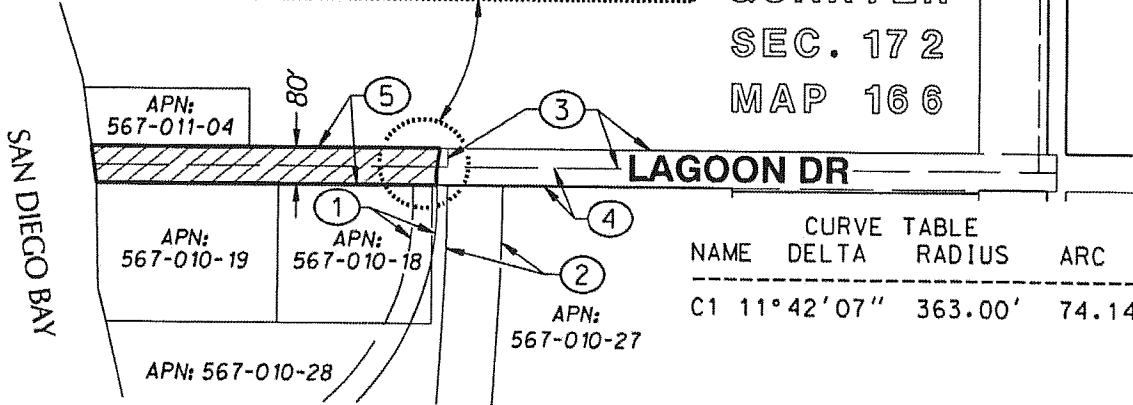 QUARTER
SEC. 172
MAP 166
APN:
567-011-04
80'
5
3
LAGOON DR
SAN DIEGO BAY
1
4
APN:
567-010-19
APN:
567-010-18
2
CURVE TABLE
NAME DELTA RADIUS ARC
C1 11°42'07" 363.00' 74.14
APN:
567-010-27
APN: 567-010-28